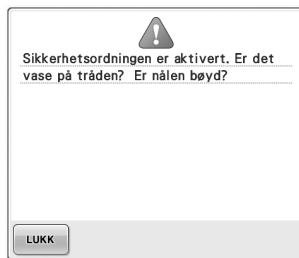 Sikkerhetsordningen er aktivert. Er det
vase på tråden? Er nålen bøyd?
LUKK